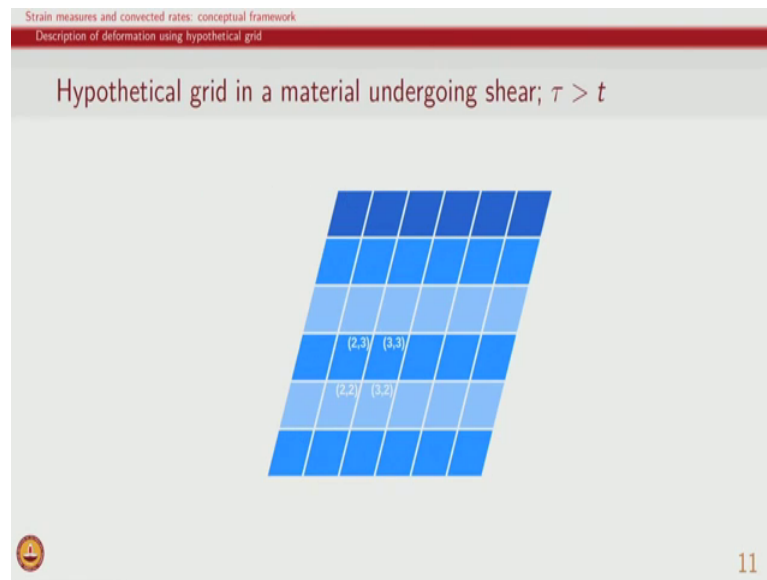 Strain measures and convected rates: conceptual framework
Description of deformation using hypothetical grid
Hypothetical grid in a material undergoing shear; τ > t
(2,3) (3,3)
(2,2) (3,2)
11